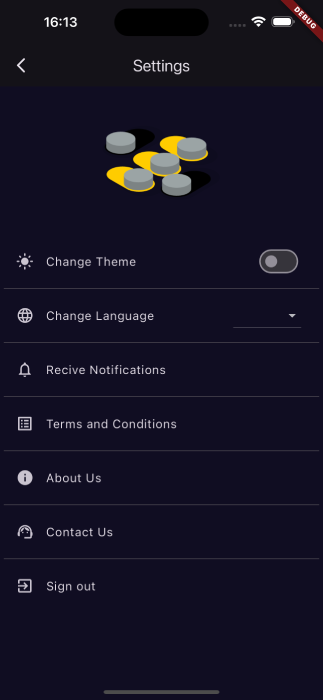 16:13
DEBUG
Settings
Change Theme
Change Language
Recive Notifications
Terms and Conditions
About Us
Contact Us
Sign out